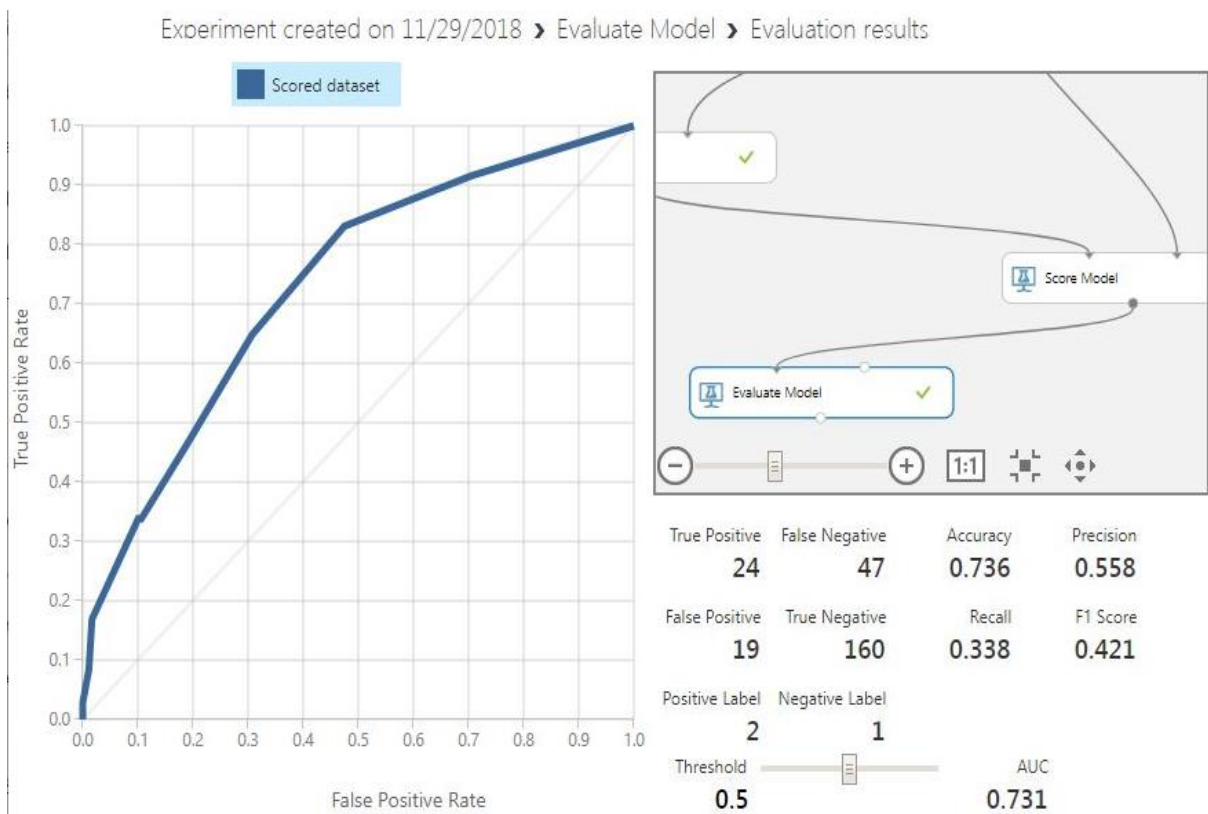 Experiment created on 11/29/2018 ❯ Evaluate Model ❯ Evaluation results
Scored dataset
1.0
0.9
0.8
0.7
0.6
0.5
0.4
0.3
0.2
0.1
0.0
True Positive Rate
0.0 0.1 0.2 0.3 0.4 0.5 0.6 0.7 0.8 0.9 1.0
False Positive Rate
Score Model
Evaluate Model
1:1
True Positive False Negative Accuracy Precision
24 47 0.736 0.558
False Positive True Negative Recall F1 Score
19 160 0.338 0.421
Positive Label Negative Label
2 1
Threshold AUC
0.5 0.731